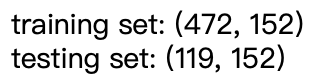 training set: (472, 152)
testing set: (119, 152)